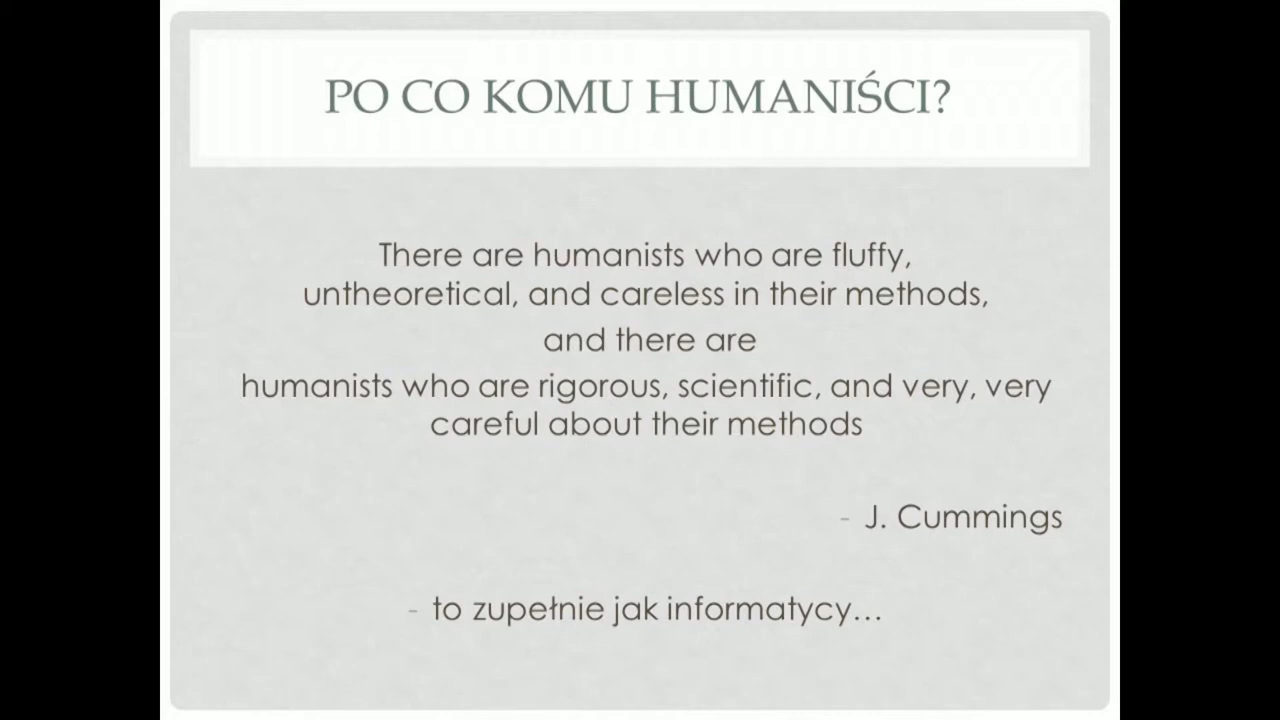 PO CO KOMU HUMANIŚCI?
There are humanists who are fluffy,
untheoretical, and careless in their methods,
and there are
humanists who are rigorous, scientific, and very, very
careful about their methods
- J. Cummings
- to zupełnie jak informatycy…